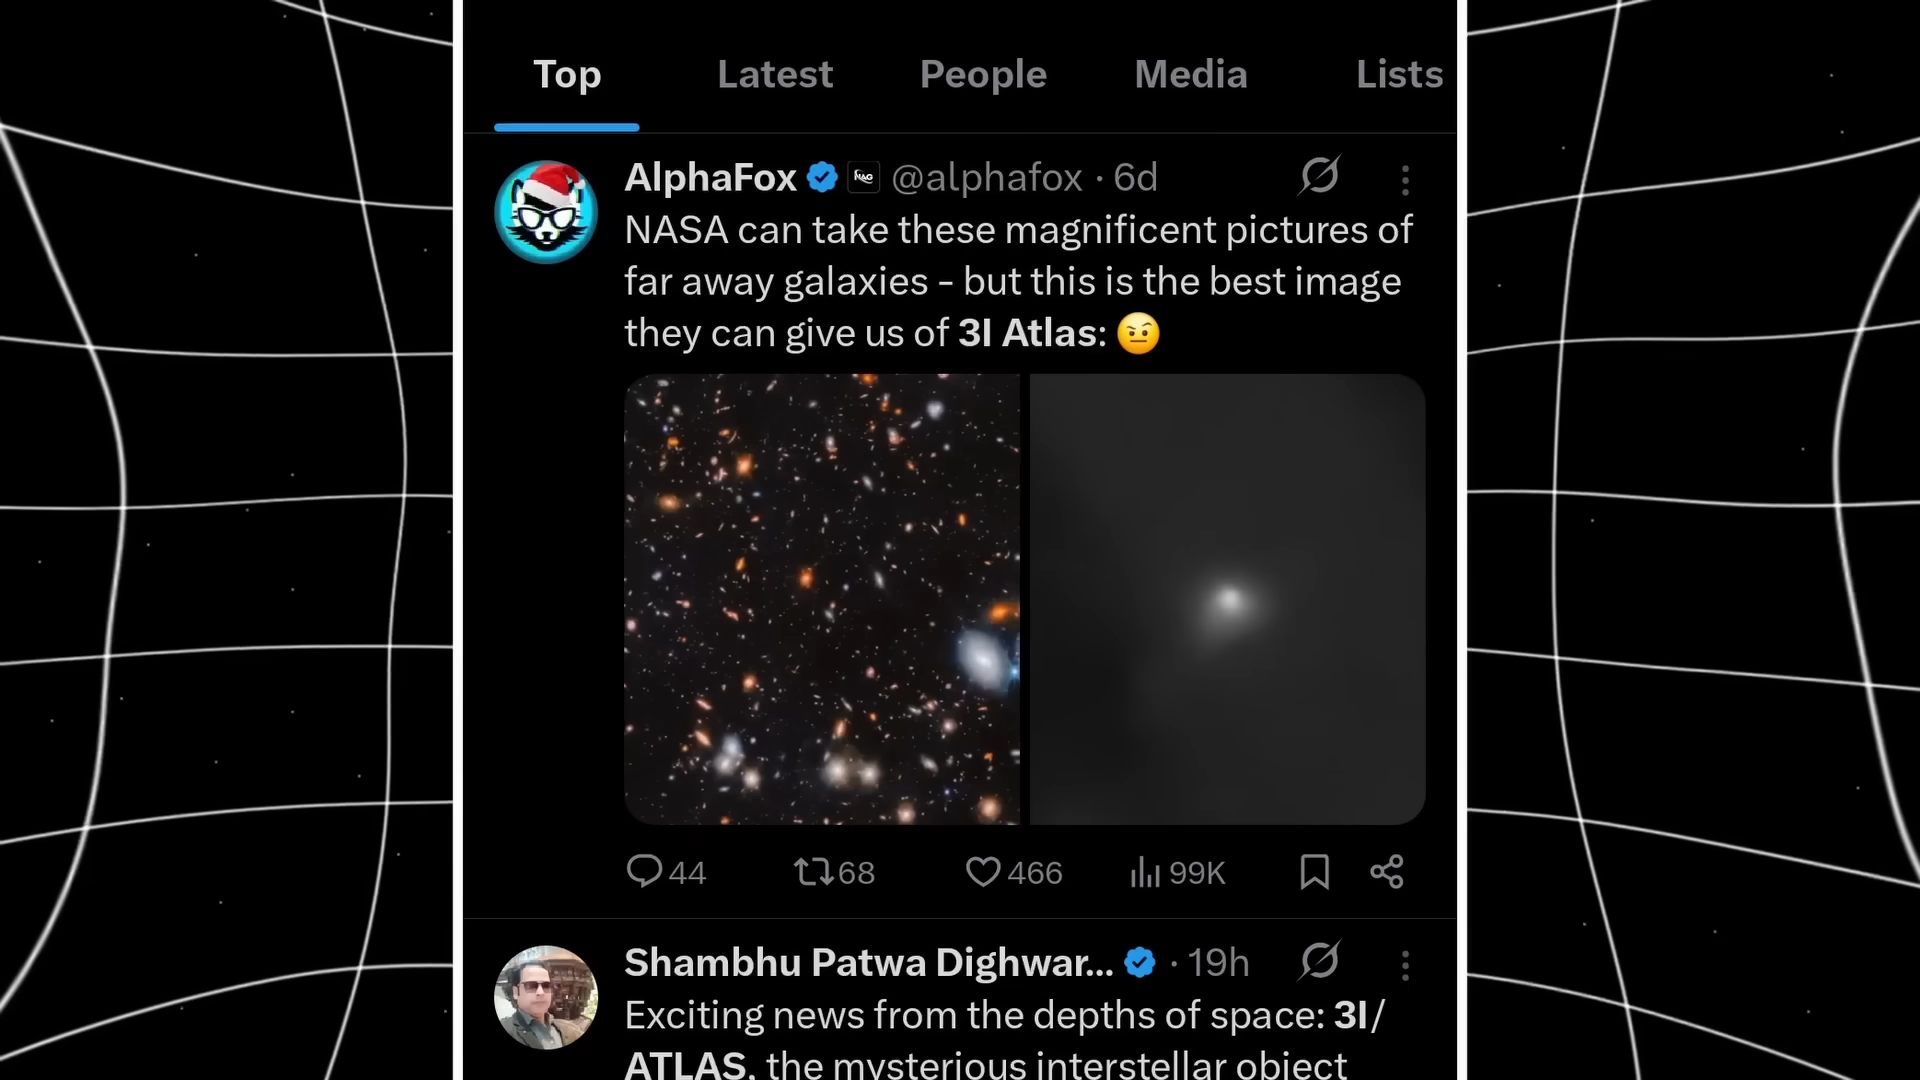 Top Latest People Media Lists
AlphaFox @alphafox · 6d
NASA can take these magnificent pictures of
far away galaxies - but this is the best image
they can give us of 3I Atlas: 🤨
44 68 466 99K
Shambhu Patwa Dighwar... · 19h
Exciting news from the depths of space: 3I/
ATLAS, the mysterious interstellar object